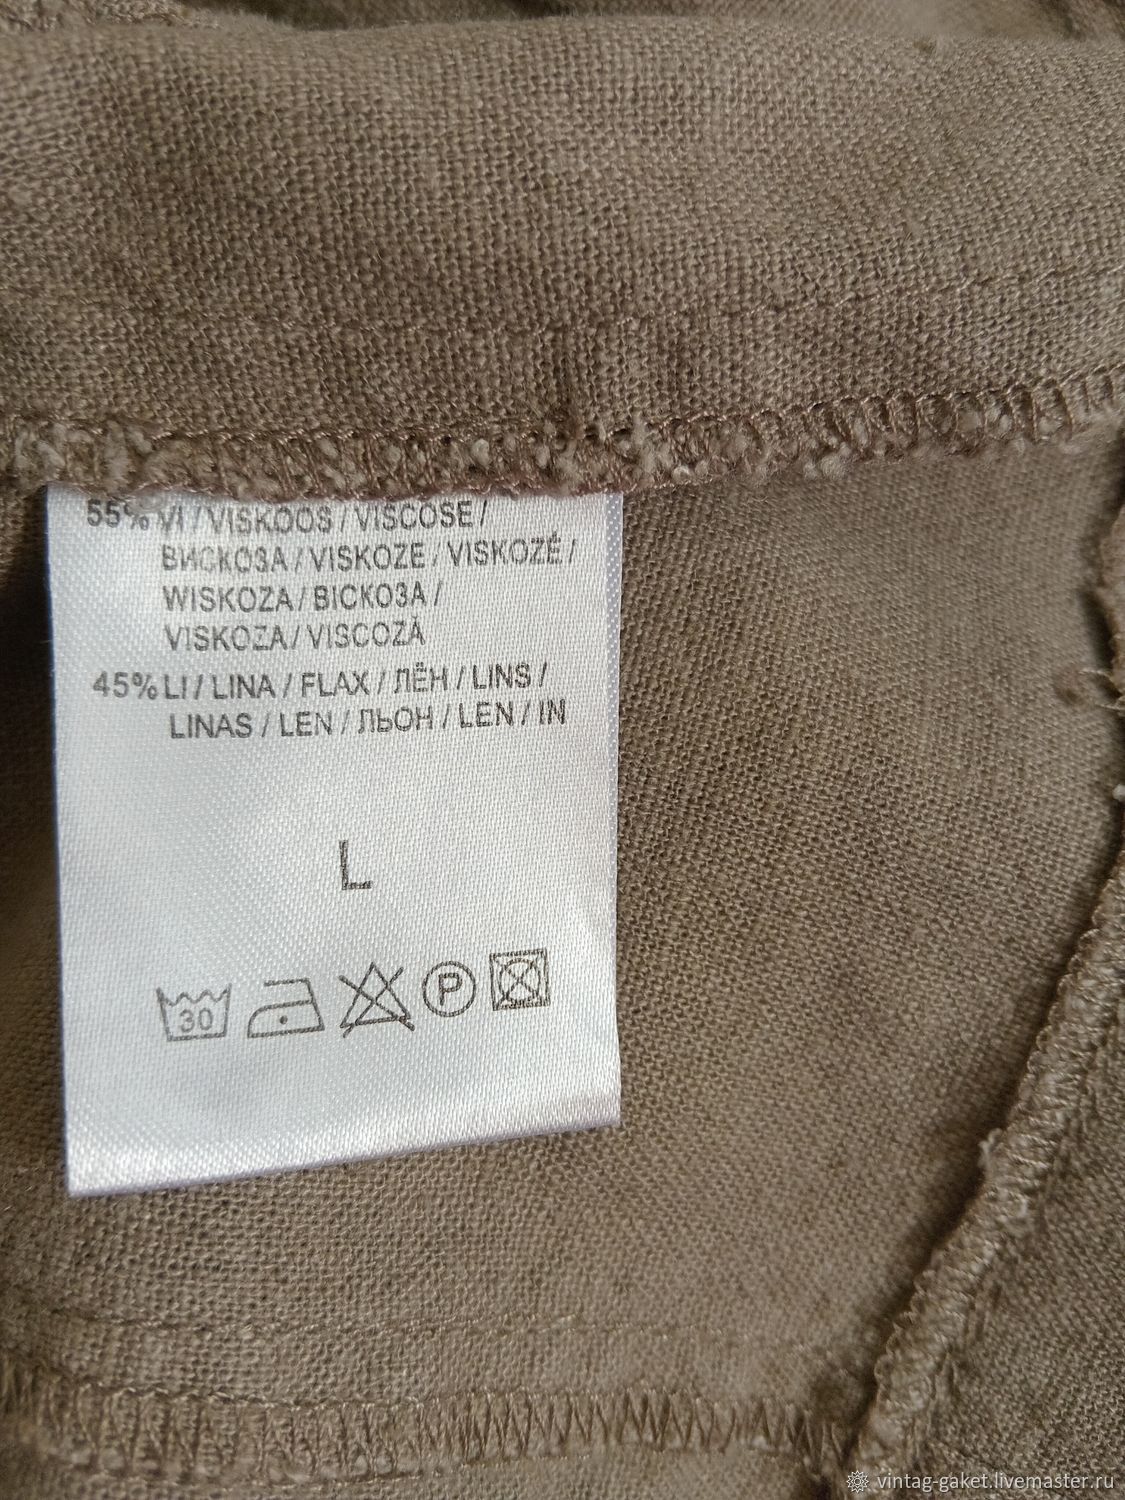 55% VI / VISKOOS / VISCOSE /
ВИСКОЗА / VISKOZE / VISKOZĖ /
WISKOZA / ВІСКОЗА /
VISKOZA / VISCOZĂ
45% LI / LINA / FLAX / ЛЁН / LINS /
LINAS / LEN / ЛЬОН / LEN / IN
L
30 P
vintag-gaket.livemaster.ru